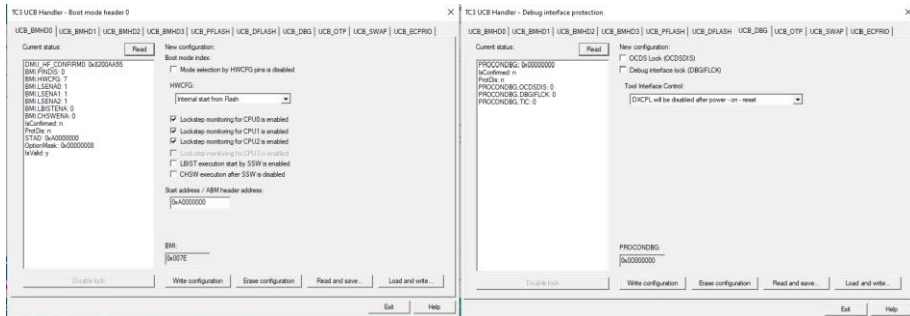 TC3 UCB Handler - Boot mode header 0
UCB_BMHD0 UCB_BMHD1 UCB_BMHD2 UCB_BMHD3 UCB_PFLASH UCB_DFLASH UCB_DBG UCB_OTP UCB_SWAP UCB_ECPRIO
Current status:
Read
DMU_HF_CONFIRM0: 0x8200AA55
BMI.PINDIS: 0
BMI.HWCFG: 7
BMI.LSENA0: 1
BMI.LSENA1: 1
BMI.LSENA2: 1
BMI.LBISTENA: 0
BMI.CHSWENA: 0
IsConfirmed: n
ProtDis: n
STAD: 0xA0000000
OptionMask: 0x00000008
IsValid: y
New configuration:
Boot mode index:
Mode selection by HWCFG pins is disabled
HWCFG:
Internal start from Flash
Lockstep monitoring for CPU0 is enabled
Lockstep monitoring for CPU1 is enabled
Lockstep monitoring for CPU2 is enabled
Lockstep monitoring for CPU3 is enabled
LBIST execution start by SSW is enabled
CHSW execution after SSW is disabled
Start address / ABM header address:
0xA0000000
BMI:
0x007E
Disable lock
Write configuration
Erase configuration
Read and save...
Load and write...
Exit
Help
TC3 UCB Handler - Debug interface protection
UCB_BMHD0 UCB_BMHD1 UCB_BMHD2 UCB_BMHD3 UCB_PFLASH UCB_DFLASH UCB_DBG UCB_OTP UCB_SWAP UCB_ECPRIO
Current status:
Read
PROCONDBG: 0x00000000
IsConfirmed: n
ProtDis: n
PROCONDBG.OCDSDIS: 0
PROCONDBG.DBGIFLCK: 0
PROCONDBG.TIC: 0
New configuration:
OCDS Lock (OCDSDIS)
Debug interface lock (DBGIFLCK)
Tool Interface Control:
DXCPL will be disabled after power -on - reset
PROCONDBG:
0x00000000
Disable lock
Write configuration
Erase configuration
Read and save...
Load and write...
Exit
Help